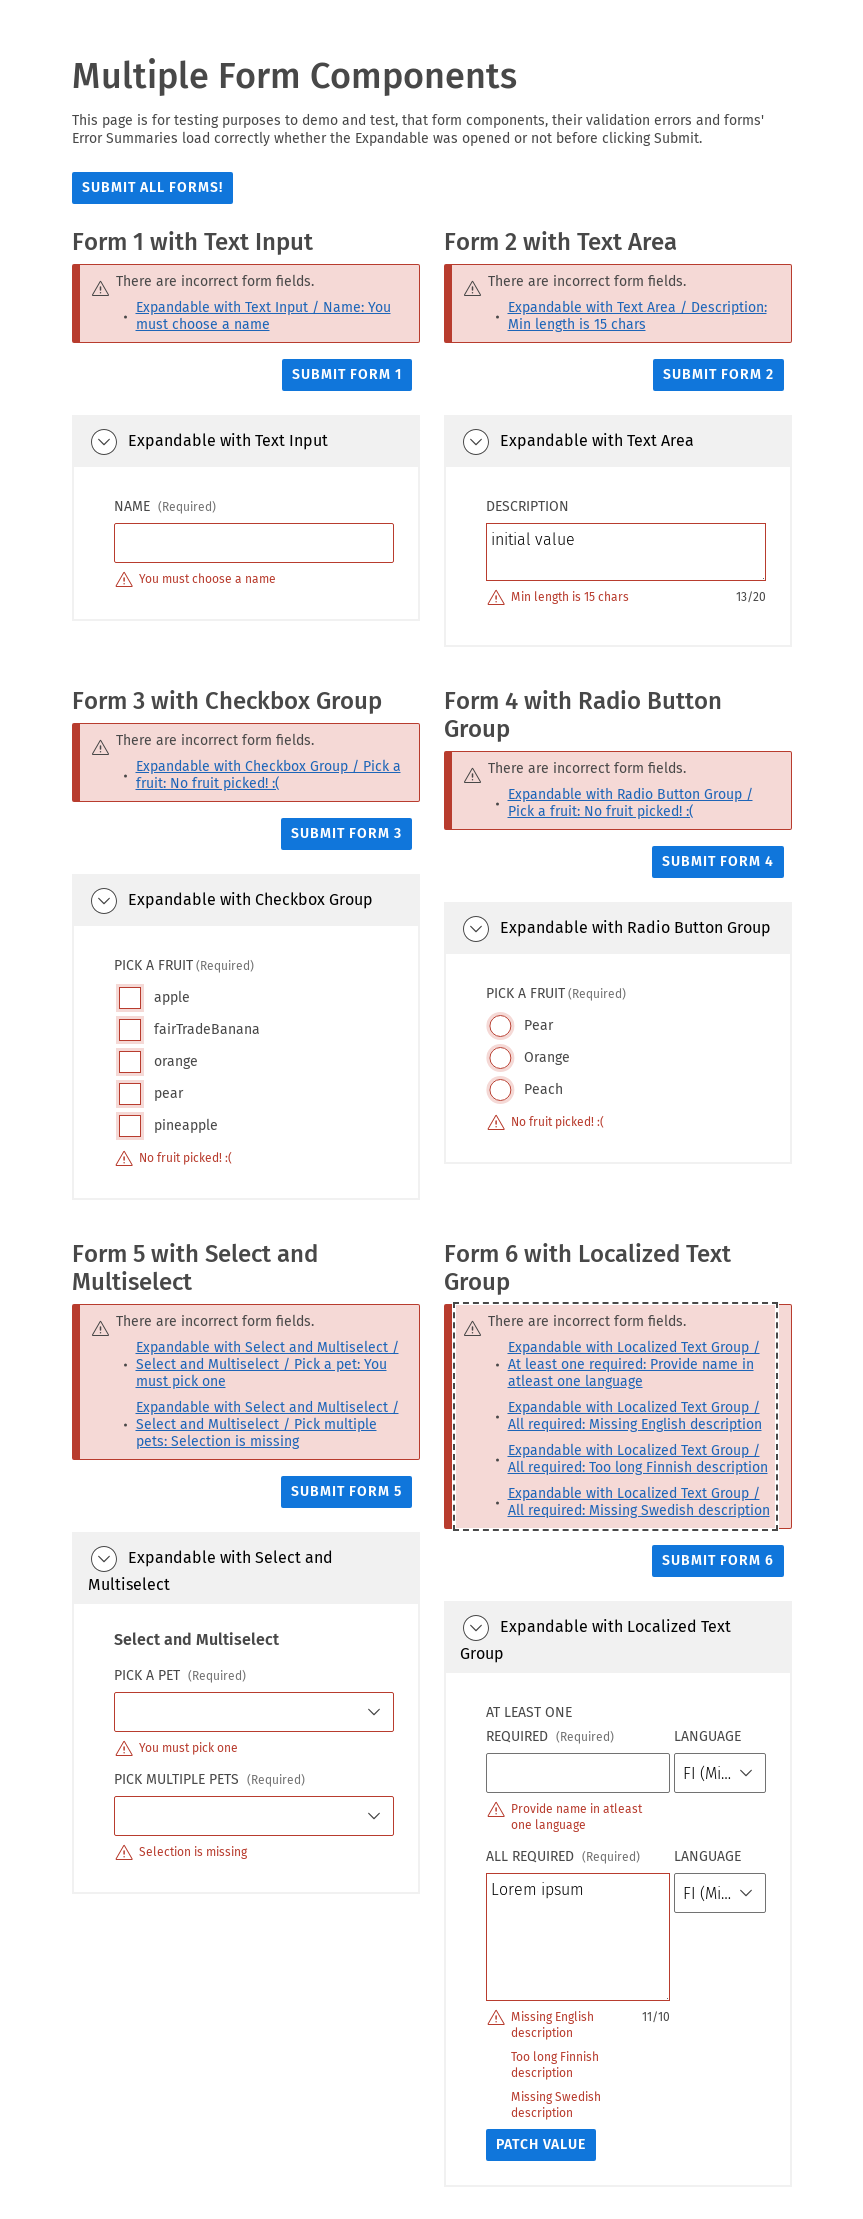 Multiple Form Components
This page is for testing purposes to demo and test, that form components, their validation errors and forms'
Error Summaries load correctly whether the Expandable was opened or not before clicking Submit.
SUBMIT ALL FORMS!
Form 1 with Text Input
There are incorrect form fields.
• Expandable with Text Input / Name: You
must choose a name
SUBMIT FORM 1
Expandable with Text Input
NAME (Required)
You must choose a name
Form 2 with Text Area
There are incorrect form fields.
• Expandable with Text Area / Description:
Min length is 15 chars
SUBMIT FORM 2
Expandable with Text Area
DESCRIPTION
initial value
Min length is 15 chars 13/20
Form 3 with Checkbox Group
There are incorrect form fields.
• Expandable with Checkbox Group / Pick a
fruit: No fruit picked! :(
SUBMIT FORM 3
Expandable with Checkbox Group
PICK A FRUIT (Required)
apple
fairTradeBanana
orange
pear
pineapple
No fruit picked! :(
Form 4 with Radio Button
Group
There are incorrect form fields.
• Expandable with Radio Button Group /
Pick a fruit: No fruit picked! :(
SUBMIT FORM 4
Expandable with Radio Button Group
PICK A FRUIT (Required)
Pear
Orange
Peach
No fruit picked! :(
Form 5 with Select and
Multiselect
There are incorrect form fields.
• Expandable with Select and Multiselect /
Select and Multiselect / Pick a pet: You
must pick one
• Expandable with Select and Multiselect /
Select and Multiselect / Pick multiple
pets: Selection is missing
SUBMIT FORM 5
Expandable with Select and
Multiselect
Select and Multiselect
PICK A PET (Required)
You must pick one
PICK MULTIPLE PETS (Required)
Selection is missing
Form 6 with Localized Text
Group
There are incorrect form fields.
• Expandable with Localized Text Group /
At least one required: Provide name in
atleast one language
• Expandable with Localized Text Group /
All required: Missing English description
• Expandable with Localized Text Group /
All required: Too long Finnish description
• Expandable with Localized Text Group /
All required: Missing Swedish description
SUBMIT FORM 6
Expandable with Localized Text
Group
AT LEAST ONE
REQUIRED (Required) LANGUAGE
FI (Mi...
Provide name in atleast
one language
ALL REQUIRED (Required) LANGUAGE
Lorem ipsum FI (Mi...
Missing English 11/10
description
Too long Finnish
description
Missing Swedish
description
PATCH VALUE